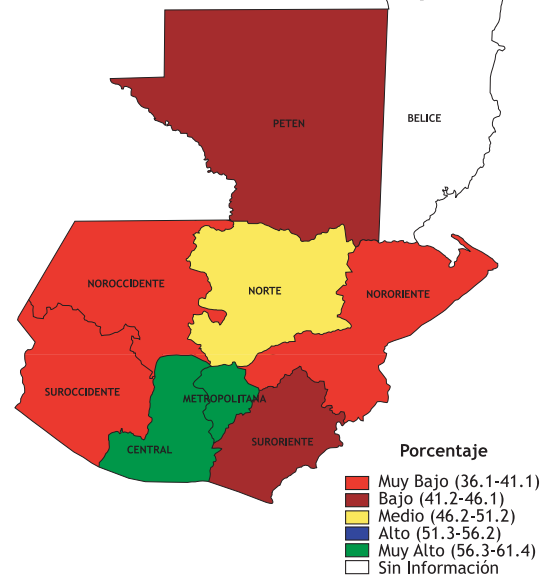 PETEN
BELICE
NOROCCIDENTE
NORTE
NORORIENTE
SUROCCIDENTE
METROPOLITANA
CENTRAL
SURORIENTE
Porcentaje
Muy Bajo (36.1-41.1)
Bajo (41.2-46.1)
Medio (46.2-51.2)
Alto (51.3-56.2)
Muy Alto (56.3-61.4)
Sin Información